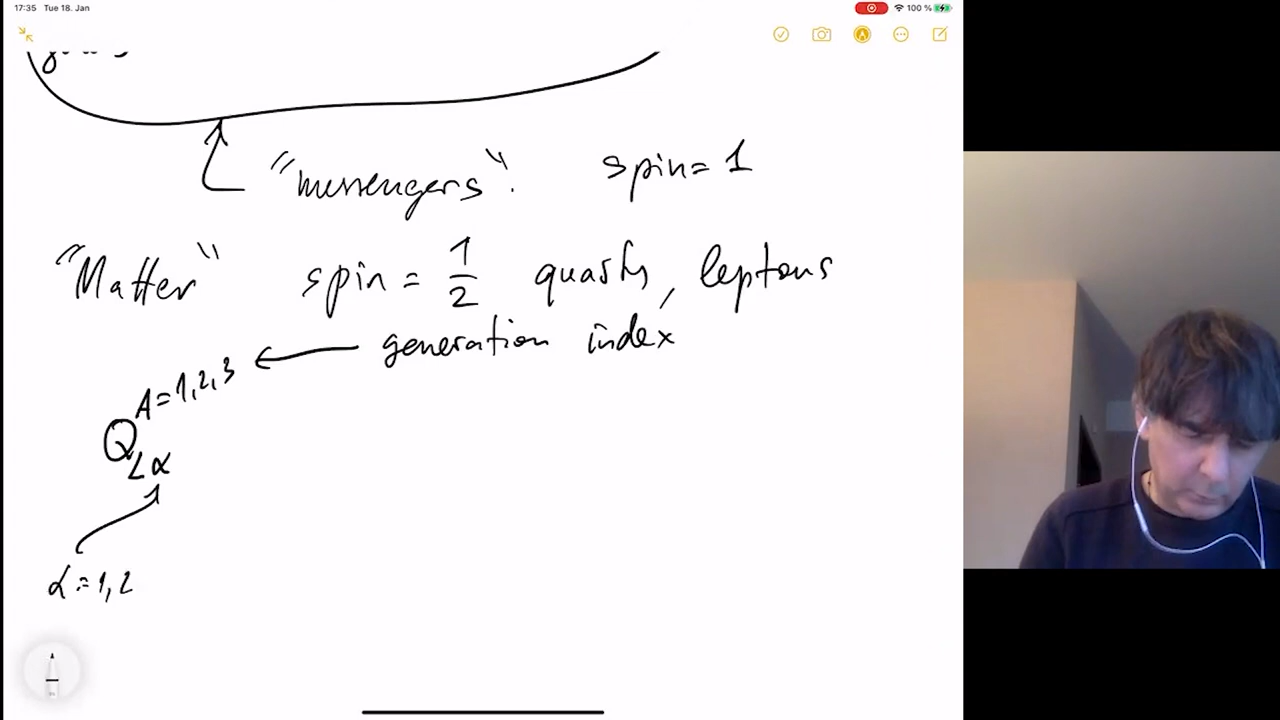 17:35 Tue 18. Jan 100 %
"messengers". spin=1
"Matter" spin = 1/2 quarks, leptons
generation index
Q_{Lα}^{A=1,2,3}
α=1,2